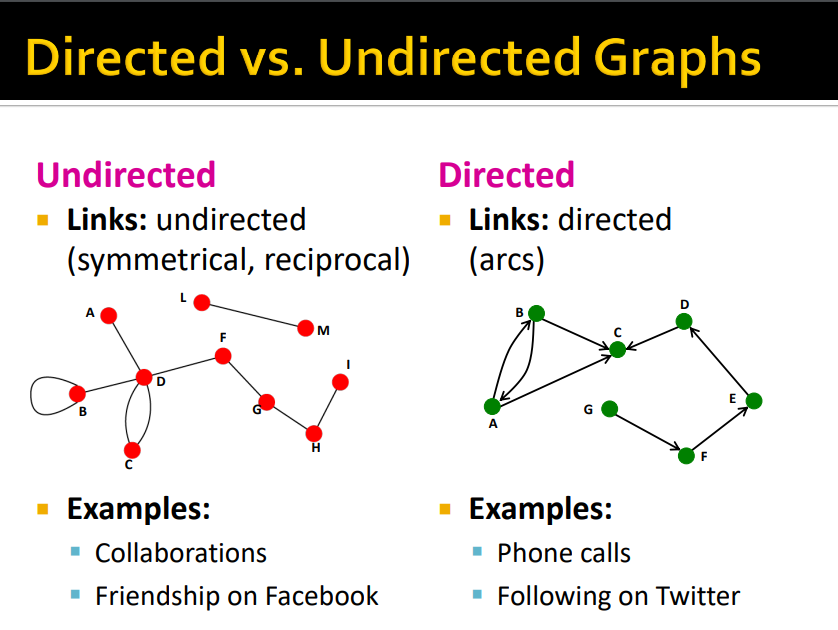 Directed vs. Undirected Graphs
Undirected
Links: undirected
(symmetrical, reciprocal)
L
A
M
F
I
D
B
G
H
C
Examples:
Collaborations
Friendship on Facebook
Directed
Links: directed
(arcs)
D
B
C
E
G
A
F
Examples:
Phone calls
Following on Twitter